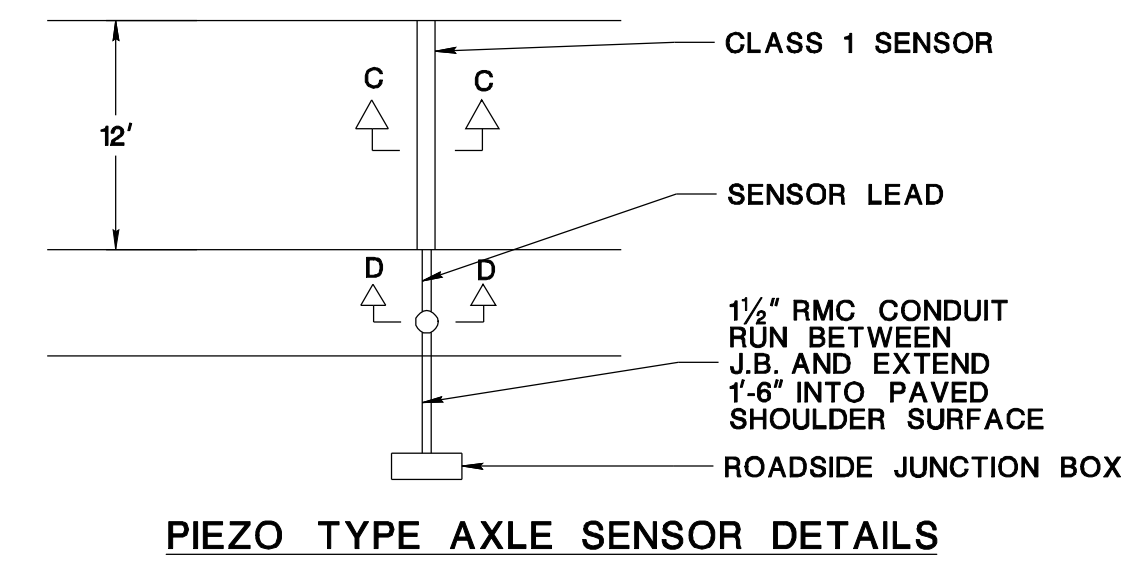 CLASS 1 SENSOR
C C
12'
SENSOR LEAD
D D
1½" RMC CONDUIT
RUN BETWEEN
J.B. AND EXTEND
1'-6" INTO PAVED
SHOULDER SURFACE
ROADSIDE JUNCTION BOX
PIEZO TYPE AXLE SENSOR DETAILS